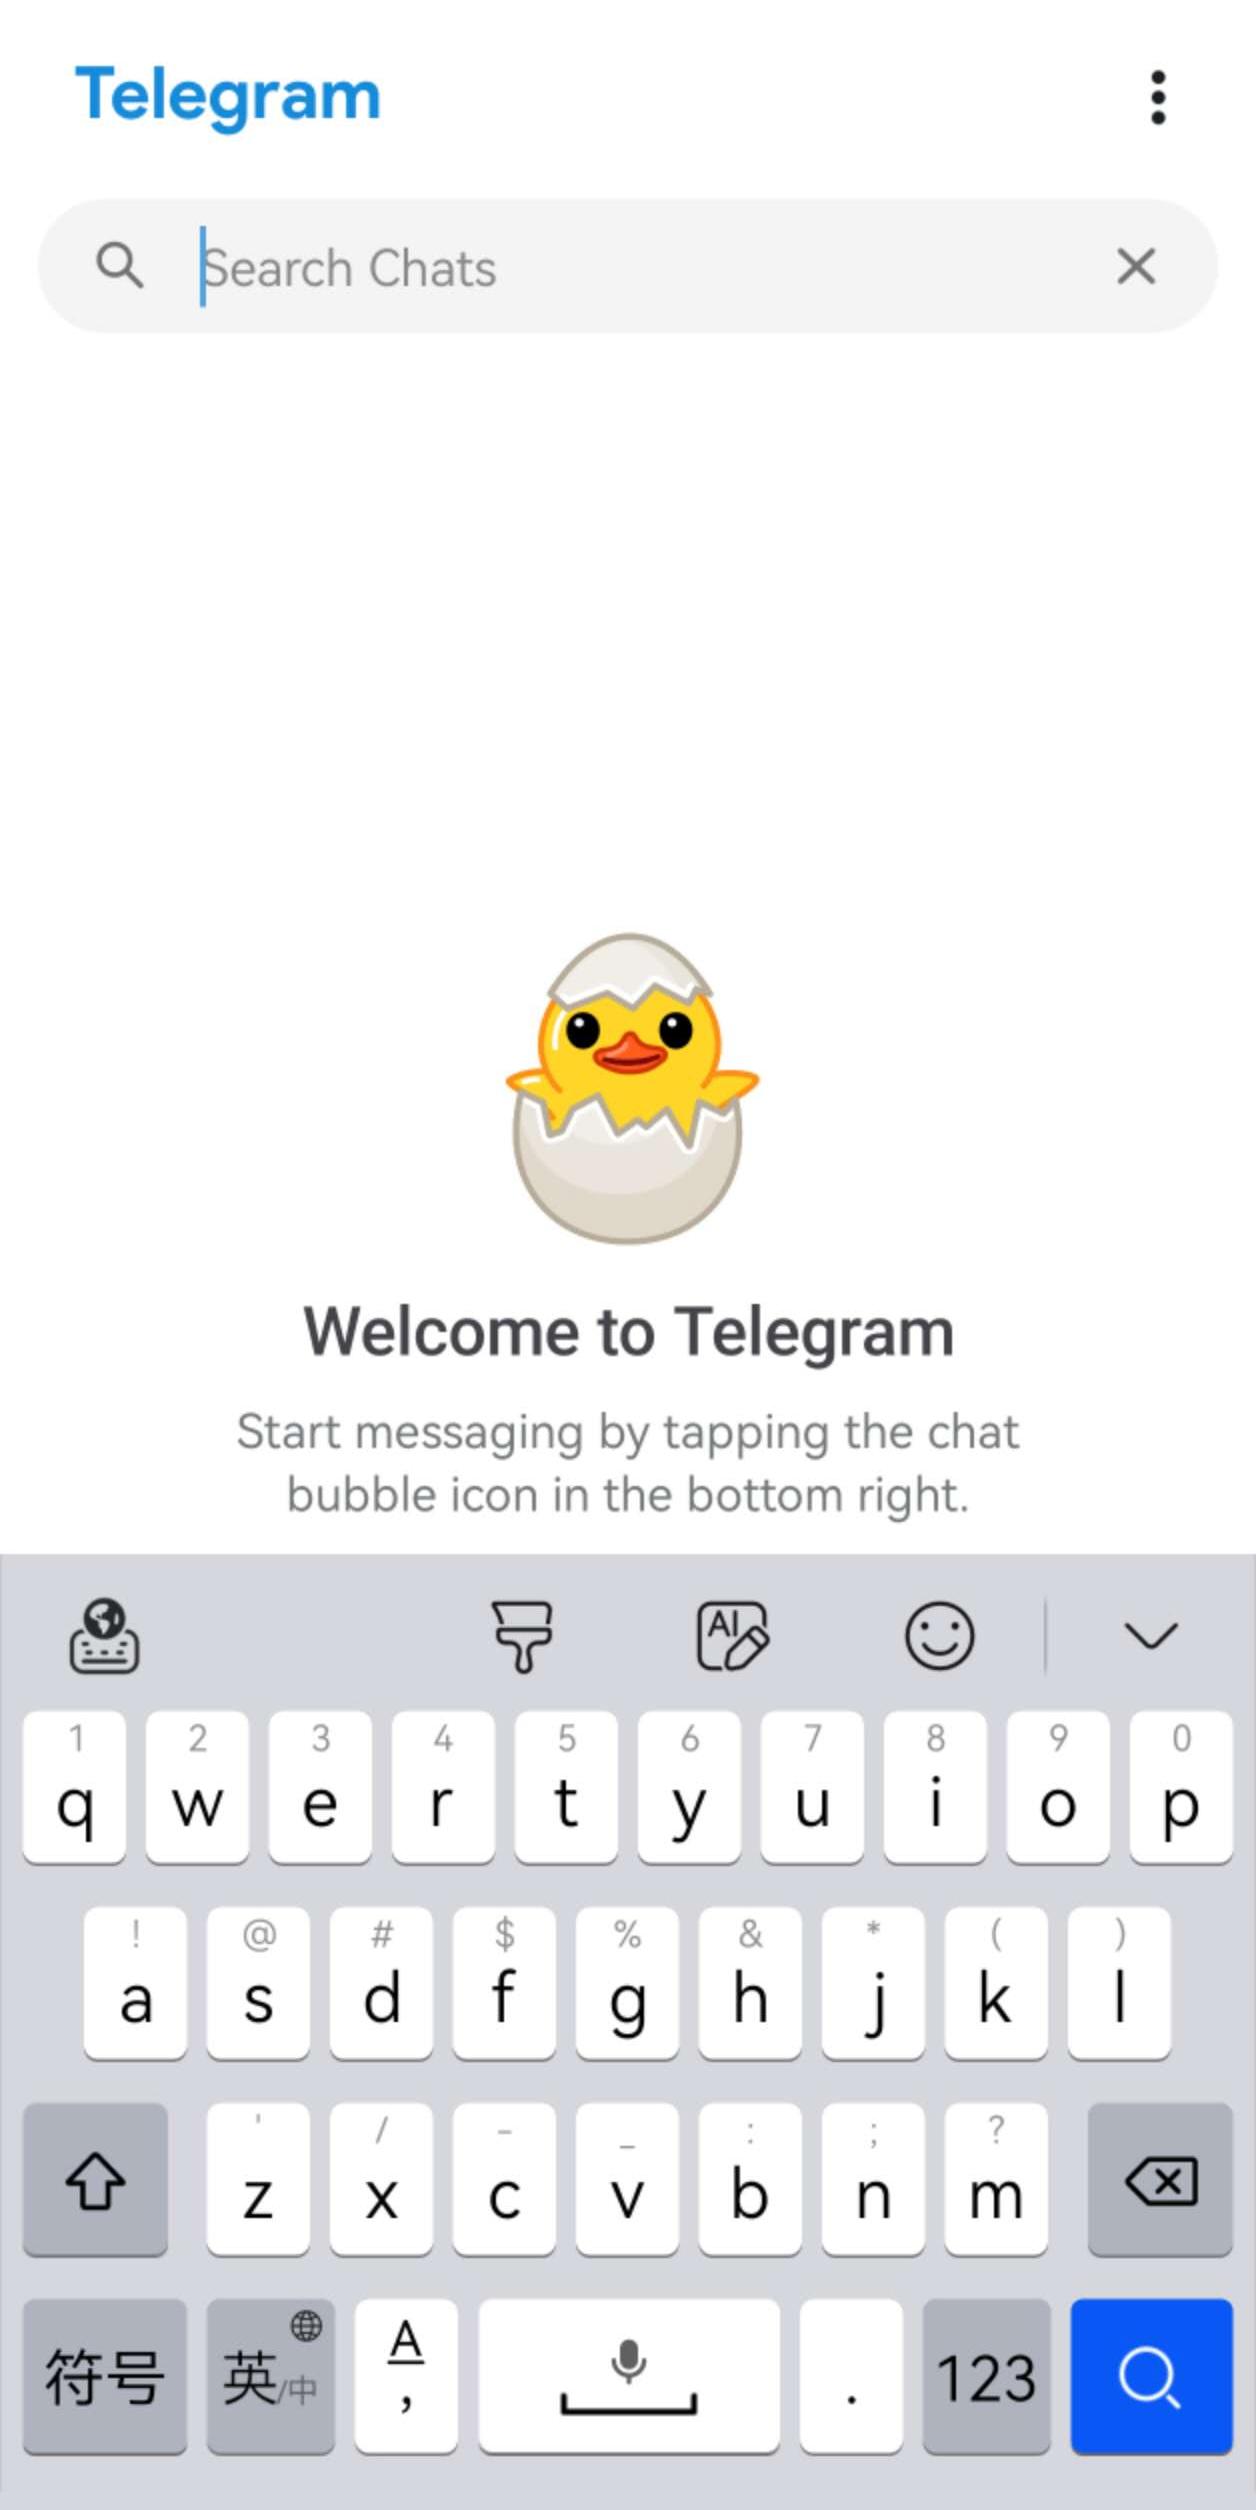 Telegram
Search Chats
Welcome to Telegram
Start messaging by tapping the chat
bubble icon in the bottom right.
AI
1 2 3 4 5 6 7 8 9 0
q w e r t y u i o p
! @ # $ % & * ( )
a s d f g h j k l
' / - _ : ; ?
z x c v b n m
符号 英/中 A , . 123